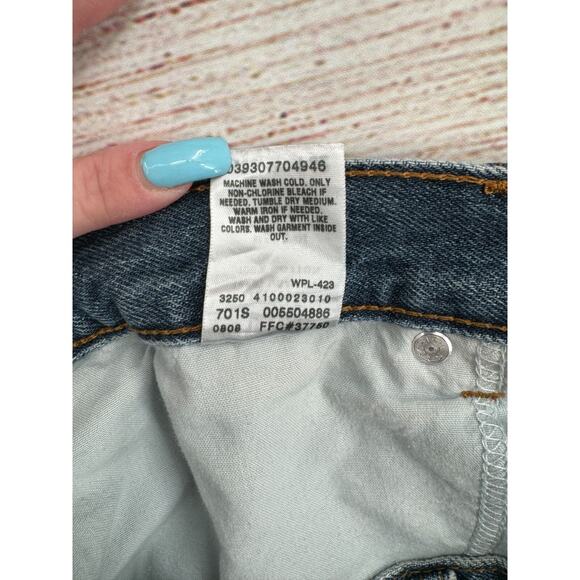 039307704946
MACHINE WASH COLD. ONLY
NON-CHLORINE BLEACH IF
NEEDED. TUMBLE DRY MEDIUM.
WARM IRON IF NEEDED.
WASH AND DRY WITH LIKE
COLORS. WASH GARMENT INSIDE
OUT.
WPL-423
3250 4100023010
701S 005504886
0808 FFC#37750